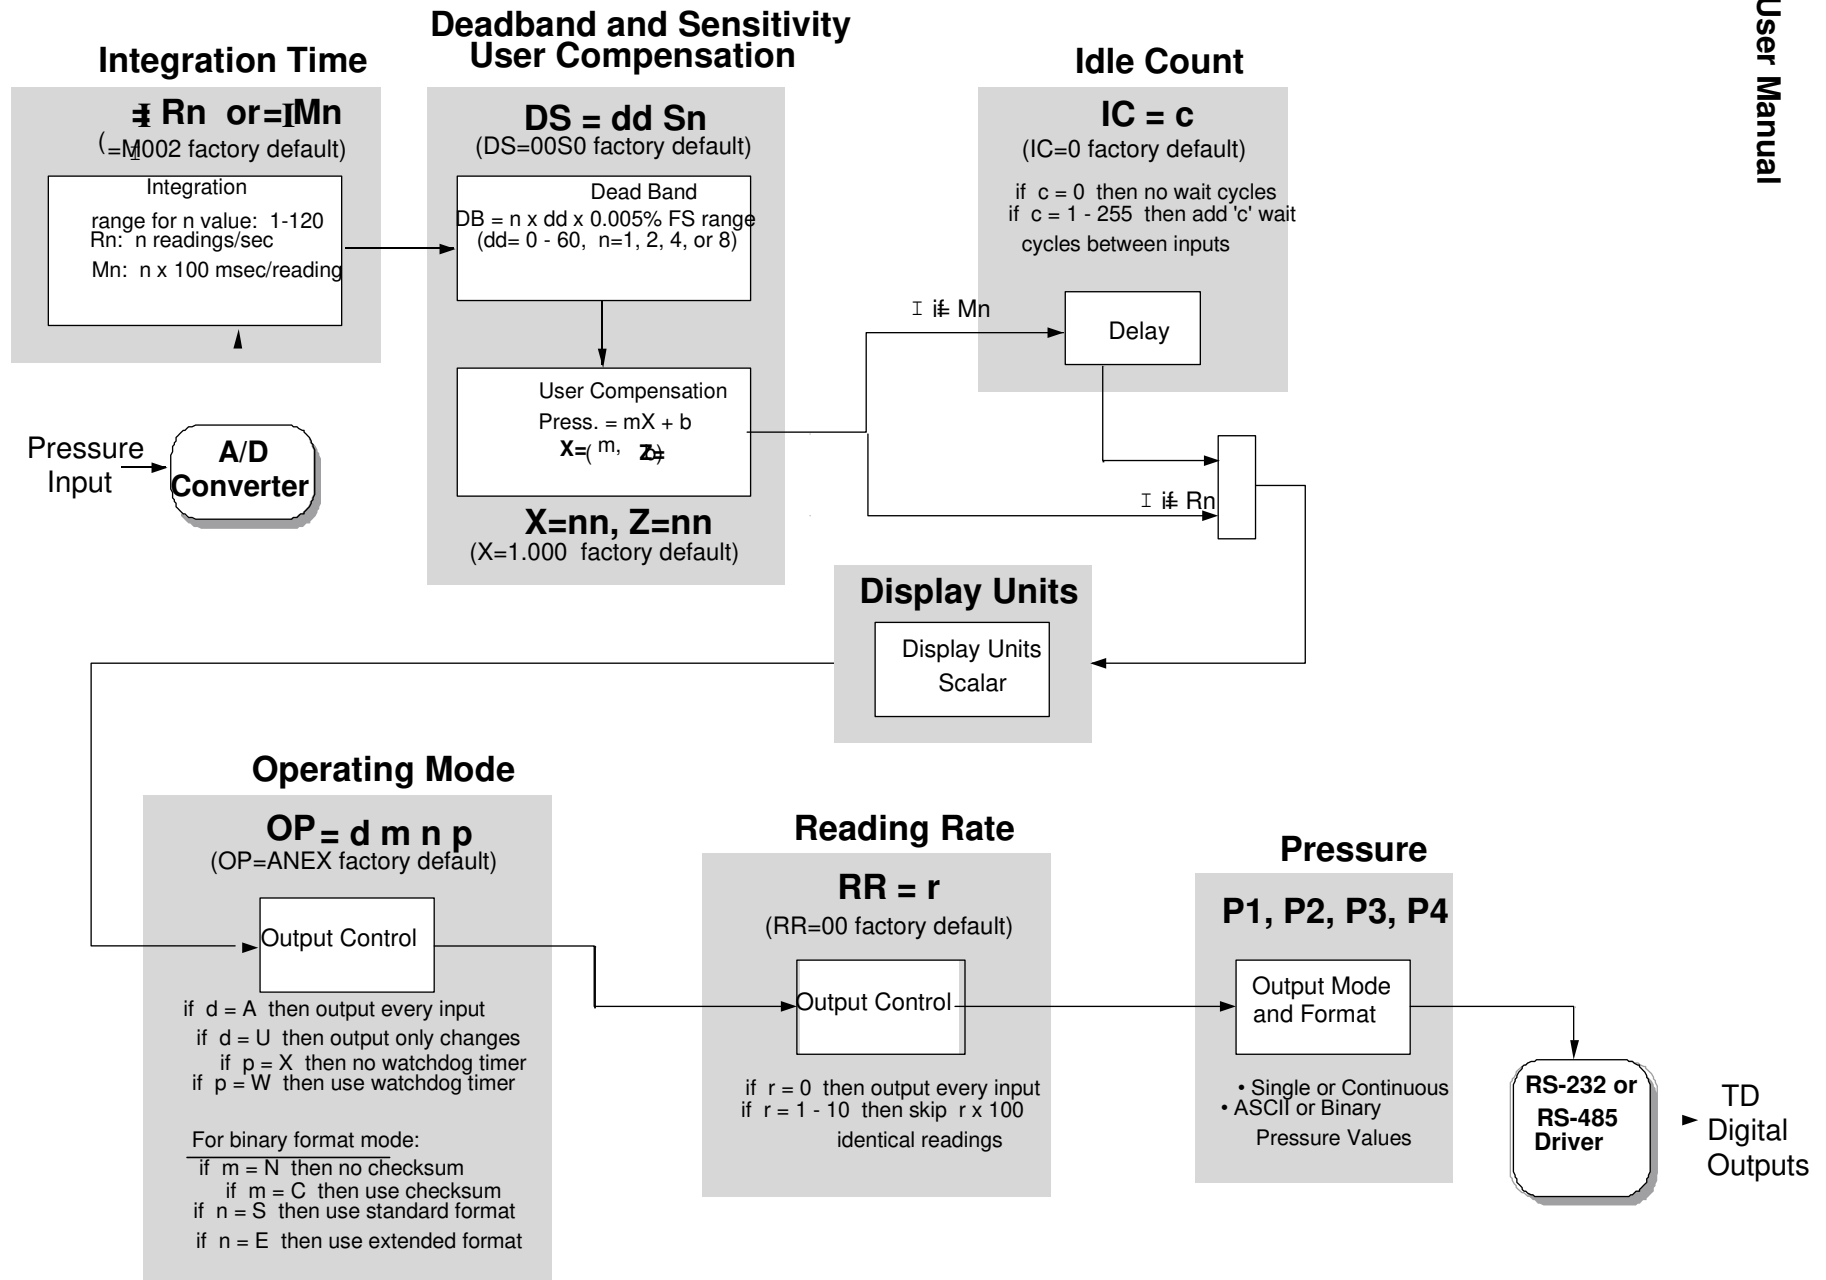 User Manual
Integration Time
I= Rn or I=Mn
(I=M002 factory default)
Integration
range for n value: 1-120
Rn: n readings/sec
Mn: n x 100 msec/reading
Pressure
Input
A/D
Converter
Deadband and Sensitivity
User Compensation
DS = dd Sn
(DS=00S0 factory default)
Dead Band
DB = n x dd x 0.005% FS range
(dd= 0 - 60, n=1, 2, 4, or 8)
User Compensation
Press. = mX + b
X=( m, Z= b)
X=nn, Z=nn
(X=1.000 factory default)
Idle Count
IC = c
(IC=0 factory default)
if c = 0 then no wait cycles
if c = 1 - 255 then add 'c' wait
cycles between inputs
if I= Mn
Delay
if I= Rn
Display Units
Display Units
Scalar
Operating Mode
OP = d m n p
(OP=ANEX factory default)
Output Control
if d = A then output every input
if d = U then output only changes
if p = X then no watchdog timer
if p = W then use watchdog timer
For binary format mode:
if m = N then no checksum
if m = C then use checksum
if n = S then use standard format
if n = E then use extended format
Reading Rate
RR = r
(RR=00 factory default)
Output Control
if r = 0 then output every input
if r = 1 - 10 then skip r x 100
identical readings
Pressure
P1, P2, P3, P4
Output Mode
and Format
• Single or Continuous
• ASCII or Binary
Pressure Values
RS-232 or
RS-485
Driver
TD
Digital
Outputs